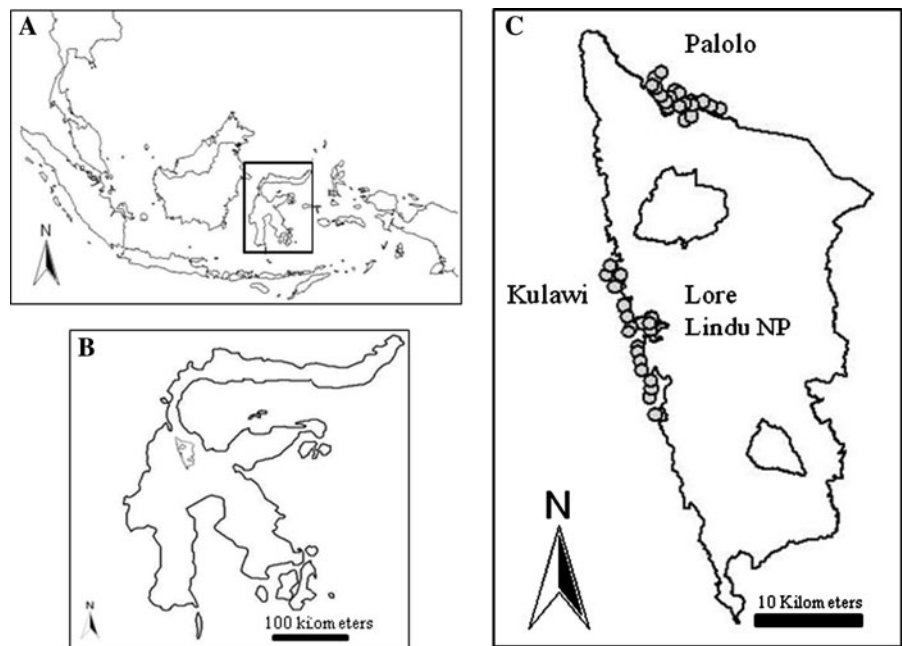 A
N
B
N
100 kilometers
C
Palolo
Kulawi
Lore
Lindu NP
N
10 Kilometers